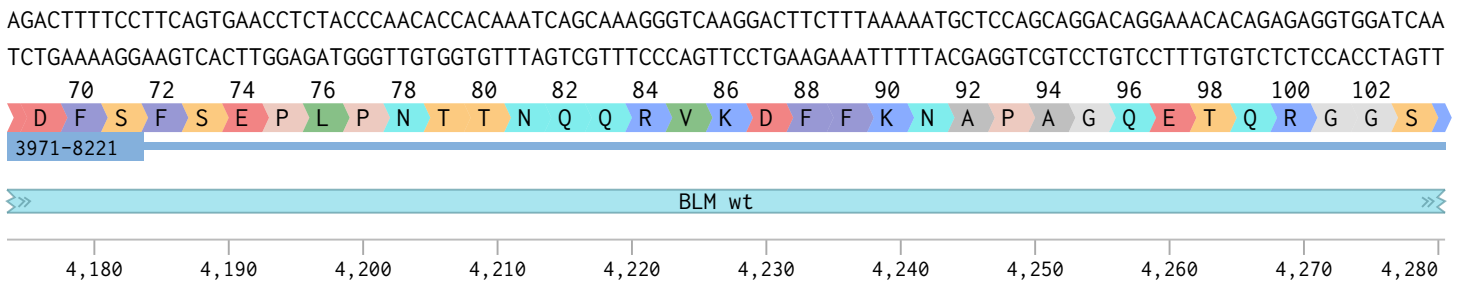 AGACTTTTCCTTCAGTGAACCTCTACCCAACACCACAAATCAGCAAAGGGTCAAGGACTTCTTTAAAAATGCTCCAGCAGGACAGGAAACACAGAGAGGTGGATCAA
TCTGAAAAGGAAGTCACTTGGAGATGGGTTGTGGTGTTTAGTCGTTTCCCAGTTCCTGAAGAAATTTTTACGAGGTCGTCCTGTCCTTTGTGTCTCTCCACCTAGTT
70 72 74 76 78 80 82 84 86 88 90 92 94 96 98 100 102
D F S F S E P L P N T T N Q Q R V K D F F K N A P A G Q E T Q R G G S
3971-8221
BLM wt
4,180 4,190 4,200 4,210 4,220 4,230 4,240 4,250 4,260 4,270 4,280